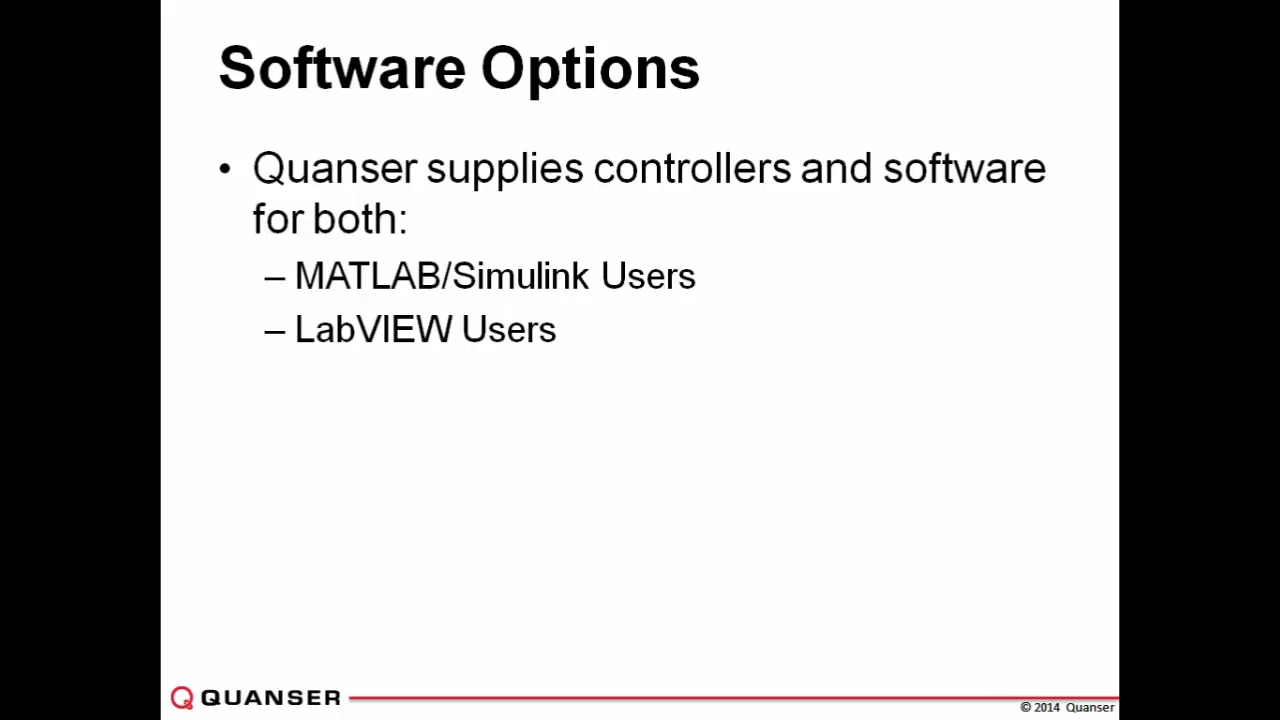 Software Options
• Quanser supplies controllers and software
for both:
– MATLAB/Simulink Users
– LabVIEW Users
QUANSER
© 2014 Quanser